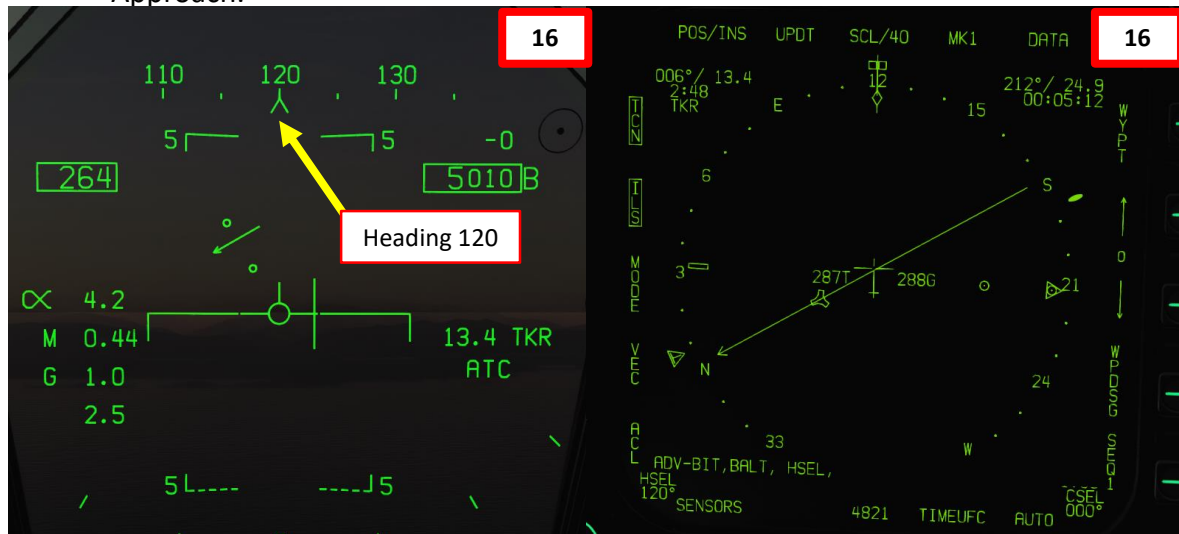 Approach.
16
110 120 130
5 5 -0
264 5010 B
Heading 120
α 4.2
M 0.44
G 1.0
2.5
13.4 TKR
ATC
5 5
POS/INS UPDT SCL/40 MK1 DATA
16
006°/ 13.4
2:48
TKR
212°/ 24.9
00:05:12
E 12 15
TCN
WYPT
6 S
ILS
0
3 287T 288G 21
MODE
VEC
N
WPDSG
24
33 W
ACL
SEQ 1
ADV-BIT,BALT, HSEL,
HSEL
120°
SENSORS 4821 TIMEUFC AUTO
CSEL
000°